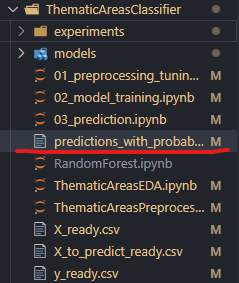 ThematicAreasClassifier
experiments
models
01_preprocessing_tunin... M
02_model_training.ipynb M
03_prediction.ipynb M
predictions_with_probab... M
RandomForest.ipynb
ThematicAreasEDA.ipynb M
ThematicAreasPreproces... M
X_ready.csv M
X_to_predict_ready.csv M
y_ready.csv M